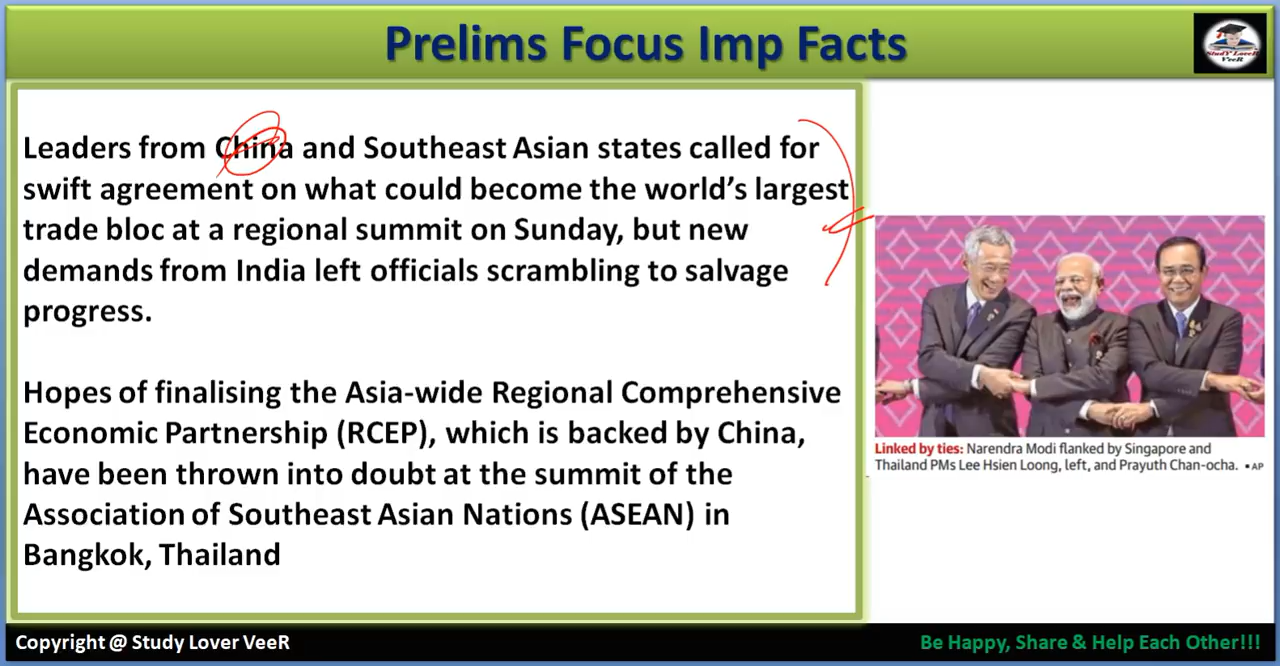 Prelims Focus Imp Facts
StudY LoveR
VeeR
Leaders from China and Southeast Asian states called for
swift agreement on what could become the world's largest
trade bloc at a regional summit on Sunday, but new
demands from India left officials scrambling to salvage
progress.
Hopes of finalising the Asia-wide Regional Comprehensive
Economic Partnership (RCEP), which is backed by China,
have been thrown into doubt at the summit of the
Association of Southeast Asian Nations (ASEAN) in
Bangkok, Thailand
Linked by ties: Narendra Modi flanked by Singapore and
Thailand PMs Lee Hsien Loong, left, and Prayuth Chan-ocha. • AP
Copyright @ Study Lover VeeR
Be Happy, Share & Help Each Other!!!